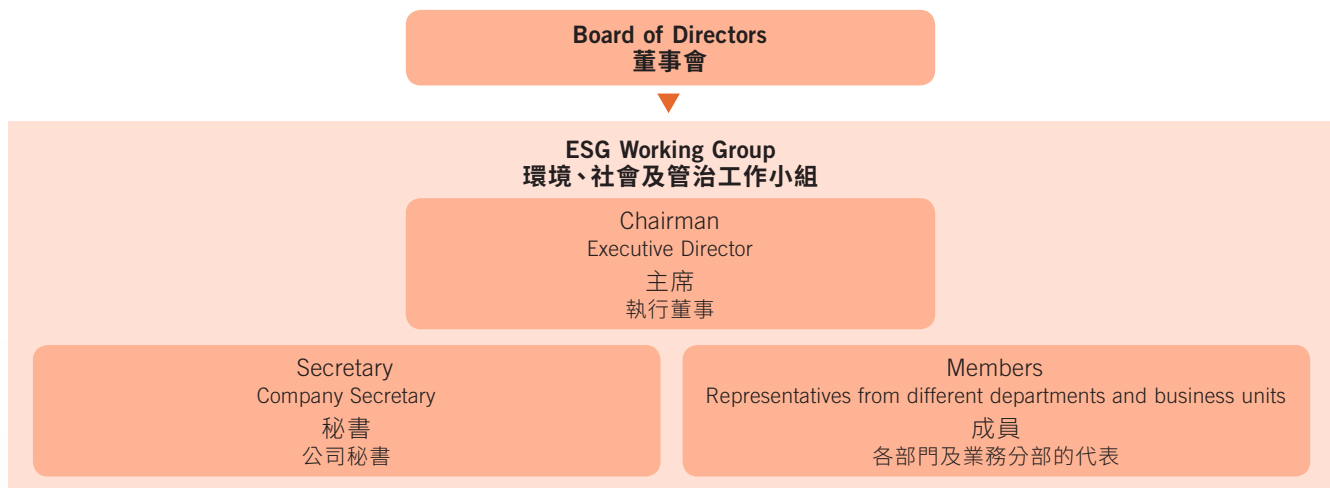 Board of Directors
董事會
ESG Working Group
環境、社會及管治工作小組
Chairman
Executive Director
主席
執行董事
Secretary
Company Secretary
秘書
公司秘書
Members
Representatives from different departments and business units
成員
各部門及業務分部的代表